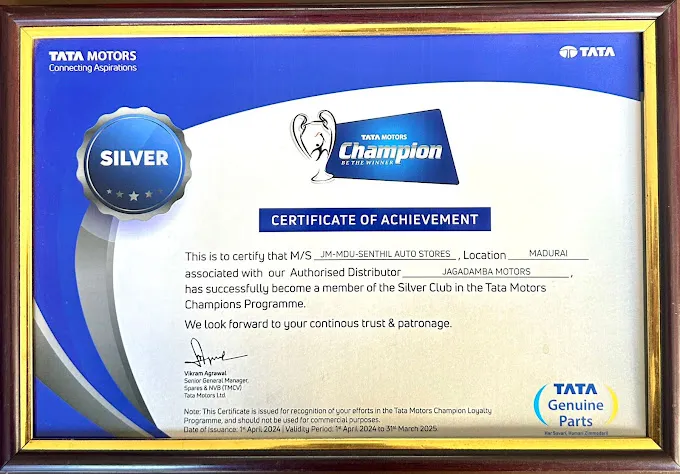 TATA MOTORS
Connecting Aspirations
TATA
SILVER
TATA MOTORS
Champion
BE THE WINNER
CERTIFICATE OF ACHIEVEMENT
This is to certify that M/S JM-MDU-SENTHIL AUTO STORES, Location MADURAI
associated with our Authorised Distributor JAGADAMBA MOTORS,
has successfully become a member of the Silver Club in the Tata Motors
Champions Programme.
We look forward to your continous trust & patronage.
Vikram Agrawal
Senior General Manager,
Spares & NVB (TMCV)
Tata Motors Ltd.
Note: This Certificate is issued for recognition of your efforts in the Tata Motors Champion Loyalty
Programme, and should not be used for commercial purposes.
Date of Issuance: 1st April 2024 | Validity Period: 1st April 2024 to 31st March 2025.
TATA
Genuine
Parts
Har Savari, Humari Zimmedari